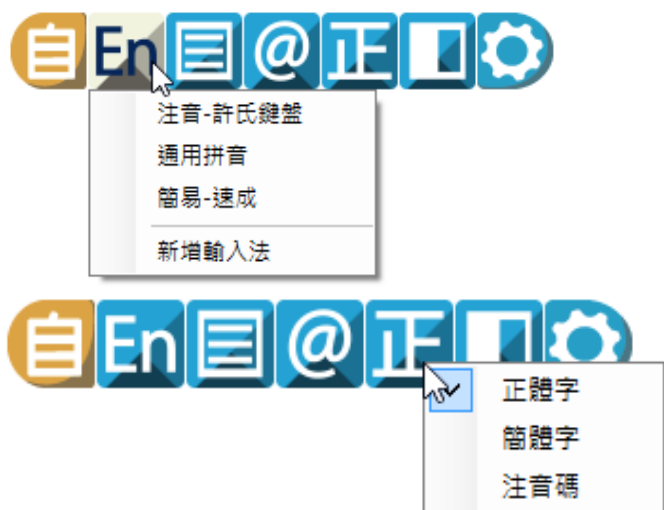 自 En @ 正
注音-許氏鍵盤
通用拼音
簡易-速成
新增輸入法
自 En @ 正
正體字
簡體字
注音碼